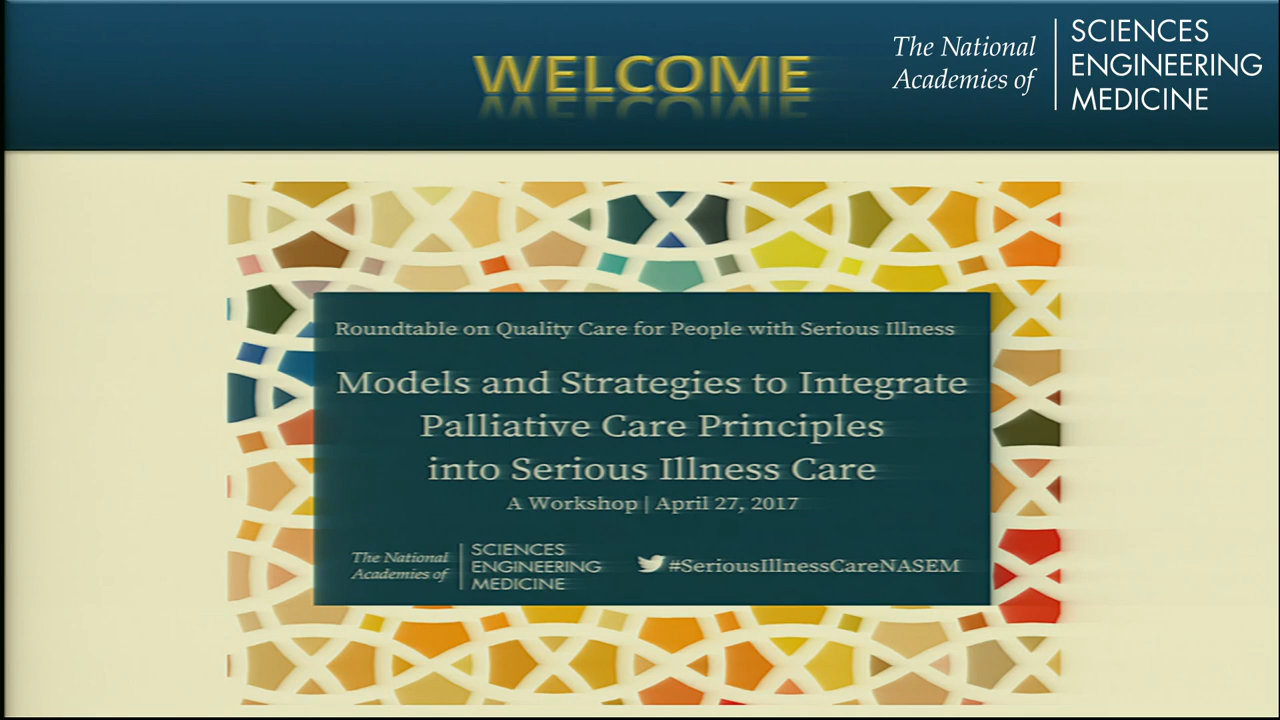 WELCOME
The National
Academies of
SCIENCES
ENGINEERING
MEDICINE
Roundtable on Quality Care for People with Serious Illness
Models and Strategies to Integrate
Palliative Care Principles
into Serious Illness Care
A Workshop | April 27, 2017
The National
Academies of
SCIENCES
ENGINEERING
MEDICINE
#SeriousIllnessCareNASEM